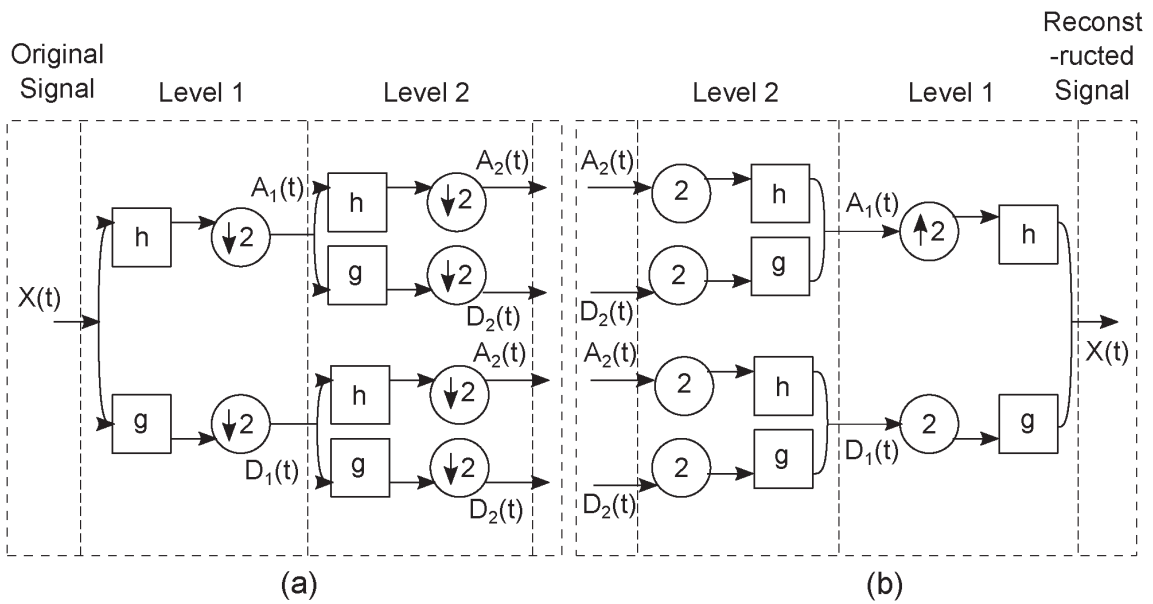 Original
Signal
Level 1
Level 2
Level 2
Level 1
Reconst
-ructed
Signal
X(t)
h
↓2
A₁(t)
h
↓2
A₂(t)
g
↓2
D₂(t)
g
↓2
D₁(t)
h
↓2
A₂(t)
g
↓2
D₂(t)
(a)
A₂(t)
2
h
D₂(t)
2
g
A₁(t)
↑2
h
A₂(t)
2
h
D₂(t)
2
g
D₁(t)
2
g
X(t)
(b)